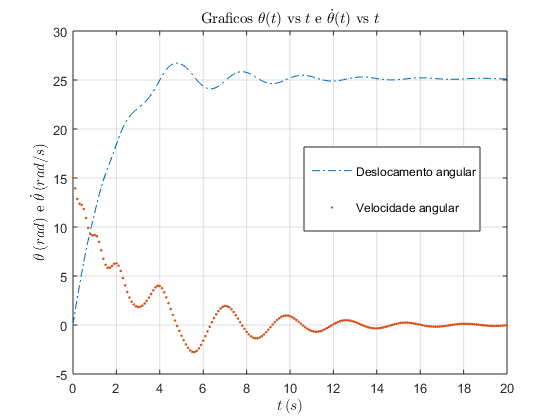 Graficos θ(t) vs t e θ̇(t) vs t
30
25
20
15
10
5
0
-5
θ (rad) e θ̇ (rad/s)
Deslocamento angular
Velocidade angular
0 2 4 6 8 10 12 14 16 18 20
t (s)